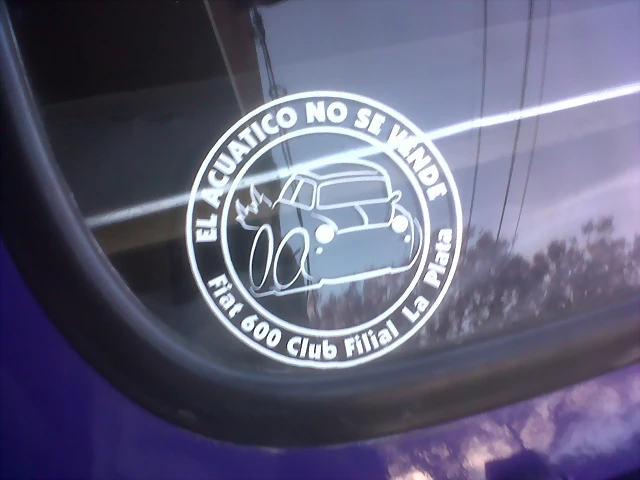 EL ACUATICO NO SE VENDE
Fiat 600 Club Filial La Plata